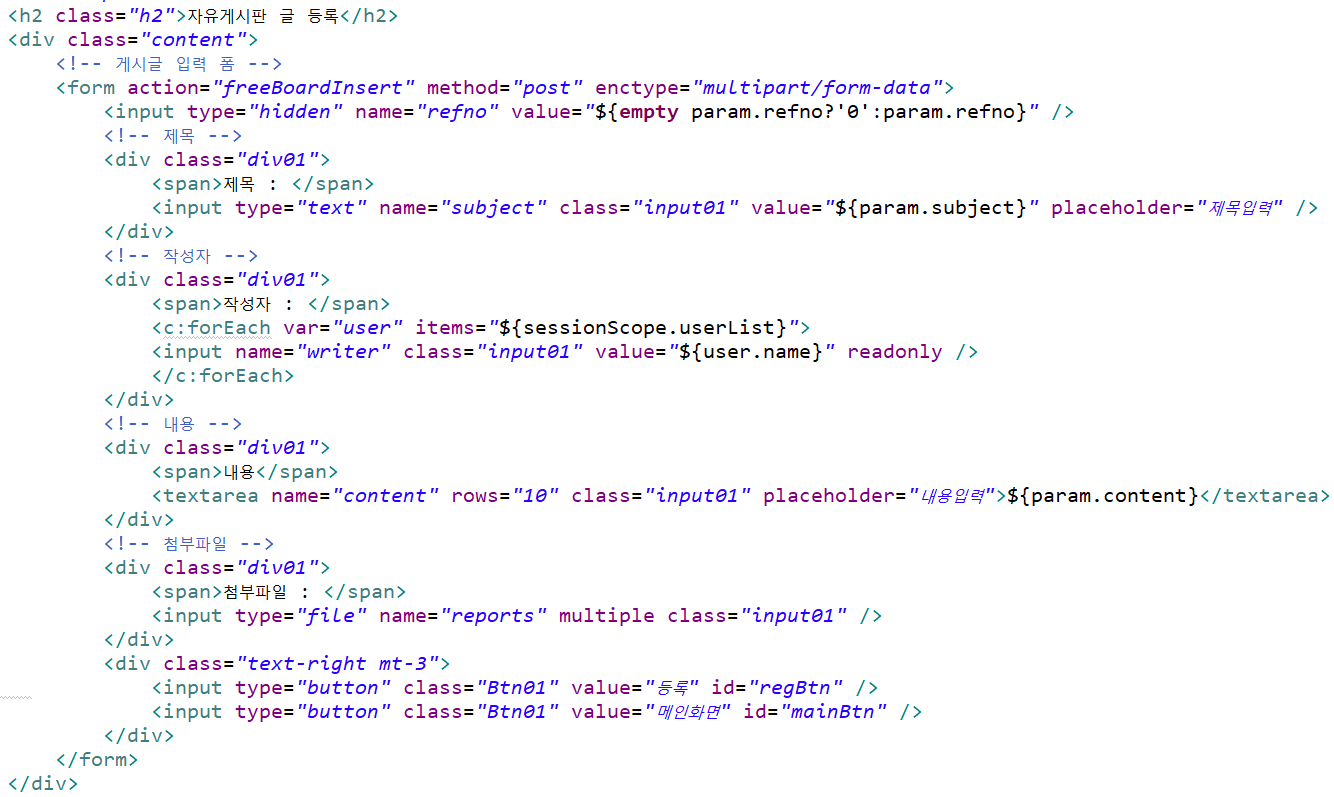 <h2 class="h2">자유게시판 글 등록</h2>
<div class="content">
<!-- 게시글 입력 폼 -->
<form action="freeBoardInsert" method="post" enctype="multipart/form-data">
<input type="hidden" name="refno" value="${empty param.refno?'0':param.refno}" />
<!-- 제목 -->
<div class="div01">
<span>제목 : </span>
<input type="text" name="subject" class="input01" value="${param.subject}" placeholder="제목입력" />
</div>
<!-- 작성자 -->
<div class="div01">
<span>작성자 : </span>
<c:forEach var="user" items="${sessionScope.userList}">
<input name="writer" class="input01" value="${user.name}" readonly />
</c:forEach>
</div>
<!-- 내용 -->
<div class="div01">
<span>내용</span>
<textarea name="content" rows="10" class="input01" placeholder="내용입력">${param.content}</textarea>
</div>
<!-- 첨부파일 -->
<div class="div01">
<span>첨부파일 : </span>
<input type="file" name="reports" multiple class="input01" />
</div>
<div class="text-right mt-3">
<input type="button" class="Btn01" value="등록" id="regBtn" />
<input type="button" class="Btn01" value="메인화면" id="mainBtn" />
</div>
</form>
</div>